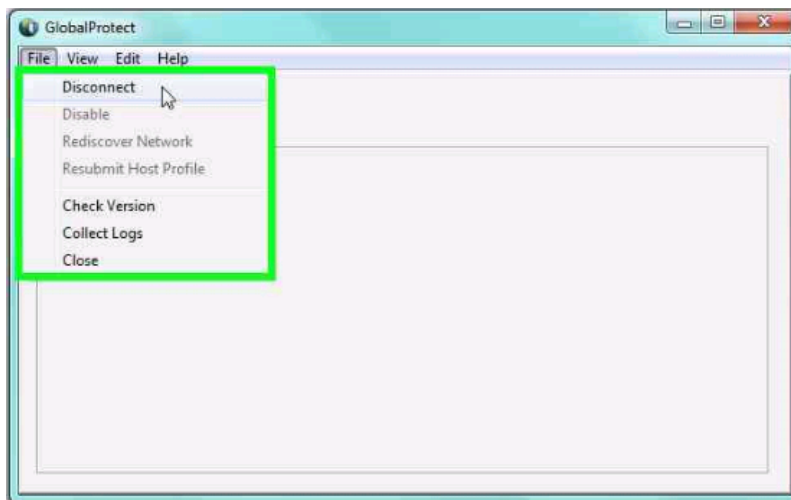 GlobalProtect
File View Edit Help
Disconnect
Disable
Rediscover Network
Resubmit Host Profile
Check Version
Collect Logs
Close